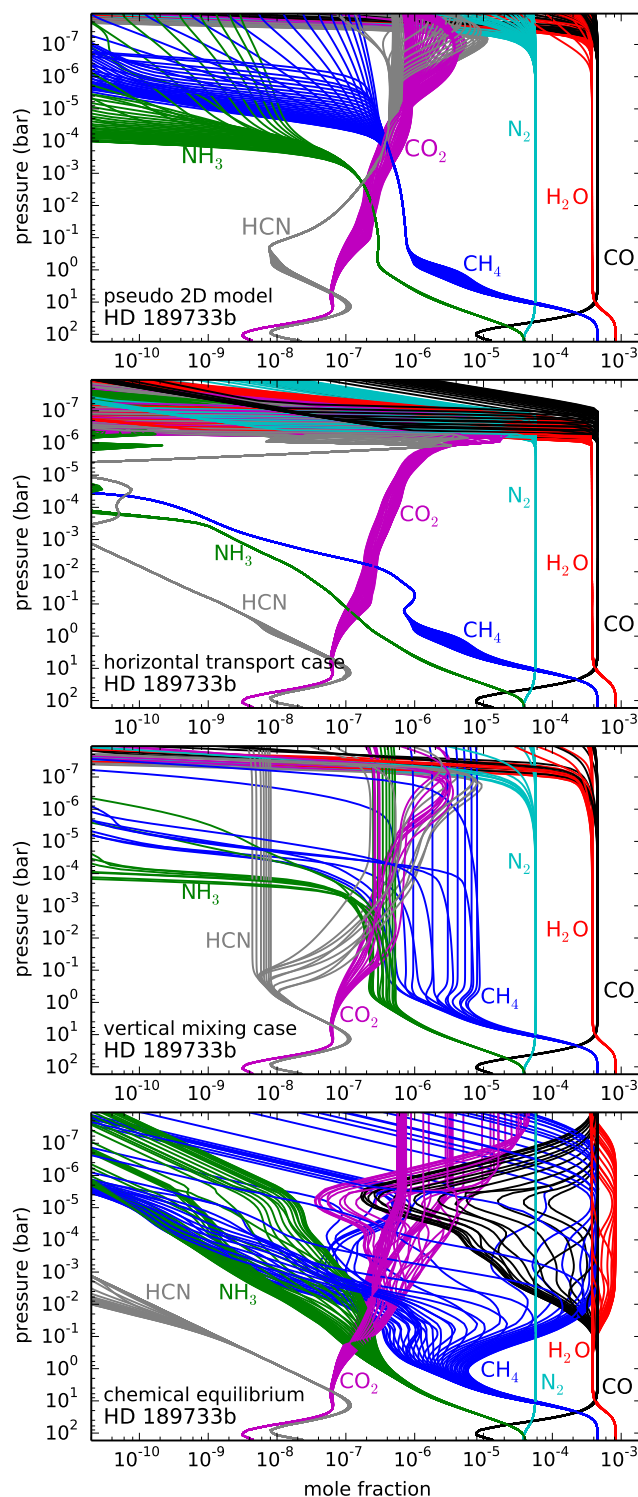 10⁻⁷
10⁻⁶
10⁻⁵
10⁻⁴
10⁻³
10⁻²
10⁻¹
10⁰
10¹
10²
pressure (bar)
NH₃
CO₂
N₂
HCN
H₂O
CH₄
CO
pseudo 2D model
HD 189733b
10⁻¹⁰ 10⁻⁹ 10⁻⁸ 10⁻⁷ 10⁻⁶ 10⁻⁵ 10⁻⁴ 10⁻³
10⁻⁷
10⁻⁶
10⁻⁵
10⁻⁴
10⁻³
10⁻²
10⁻¹
10⁰
10¹
10²
pressure (bar)
N₂
CO₂
NH₃
H₂O
HCN
CH₄
CO
horizontal transport case
HD 189733b
10⁻¹⁰ 10⁻⁹ 10⁻⁸ 10⁻⁷ 10⁻⁶ 10⁻⁵ 10⁻⁴ 10⁻³
10⁻⁷
10⁻⁶
10⁻⁵
10⁻⁴
10⁻³
10⁻²
10⁻¹
10⁰
10¹
10²
pressure (bar)
N₂
NH₃
HCN
H₂O
CH₄
CO
CO₂
vertical mixing case
HD 189733b
10⁻¹⁰ 10⁻⁹ 10⁻⁸ 10⁻⁷ 10⁻⁶ 10⁻⁵ 10⁻⁴ 10⁻³
10⁻⁷
10⁻⁶
10⁻⁵
10⁻⁴
10⁻³
10⁻²
10⁻¹
10⁰
10¹
10²
pressure (bar)
HCN
NH₃
H₂O
CH₄
CO₂
N₂
CO
chemical equilibrium
HD 189733b
10⁻¹⁰ 10⁻⁹ 10⁻⁸ 10⁻⁷ 10⁻⁶ 10⁻⁵ 10⁻⁴ 10⁻³
mole fraction